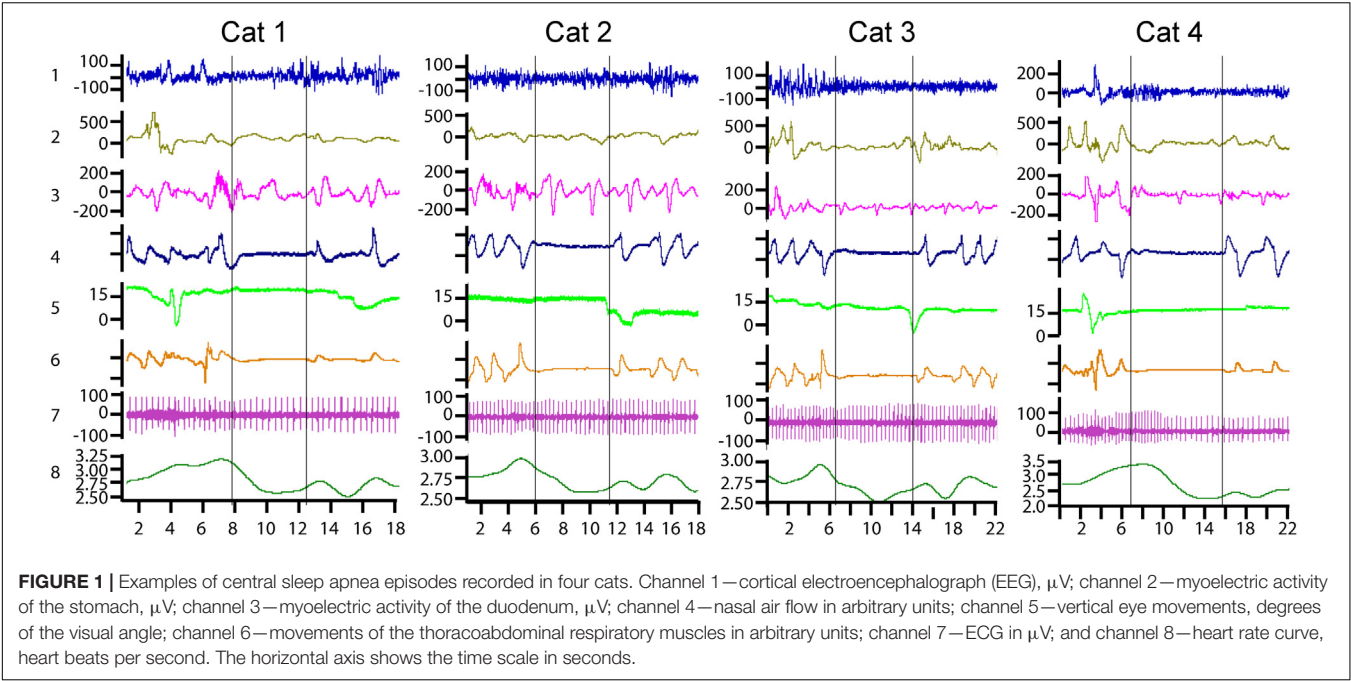 Cat 1 Cat 2 Cat 3 Cat 4
1 100 -100 100 -100 100 -100 200 0
2 500 0 500 0 500 0 500 0
3 200 0 -200 200 0 -200 200 0 200 0 -200
4
5 15 0 15 0 15 0 15 0
6
7 100 0 -100 100 0 -100 100 0 -100 100 0
8 3.25 3.00 2.75 2.50 3.00 2.75 2.50 3.00 2.75 2.50 3.5 3.0 2.5 2.0
2 4 6 8 10 12 14 16 18 2 4 6 8 10 12 14 16 18 2 6 10 14 18 22 2 6 10 14 18 22
FIGURE 1 | Examples of central sleep apnea episodes recorded in four cats. Channel 1—cortical electroencephalograph (EEG), μV; channel 2—myoelectric activity
of the stomach, μV; channel 3—myoelectric activity of the duodenum, μV; channel 4—nasal air flow in arbitrary units; channel 5—vertical eye movements, degrees
of the visual angle; channel 6—movements of the thoracoabdominal respiratory muscles in arbitrary units; channel 7—ECG in μV; and channel 8—heart rate curve,
heart beats per second. The horizontal axis shows the time scale in seconds.